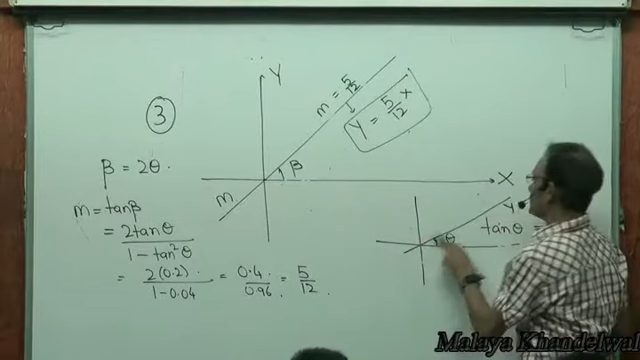 3
Y
m = 5/12
Y = 5/12 x
β = 2θ.
β
X
m
m = tanβ
= 2tanθ / 1 - tan²θ
= 2(0.2) / 1-0.04 = 0.4 / 0.96 = 5/12.
θ
Y
tanθ =
Malaya Khandelwal